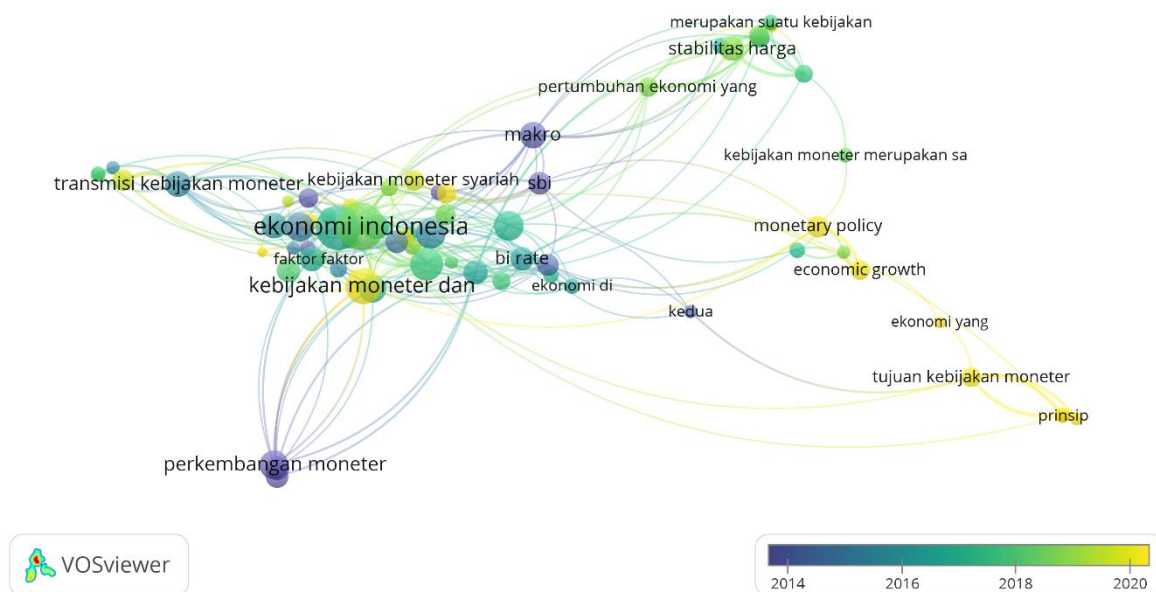 merupakan suatu kebijakan
stabilitas harga
pertumbuhan ekonomi yang
makro
kebijakan moneter merupakan sa
transmisi kebijakan moneter
kebijakan moneter syariah
sbi
ekonomi indonesia
monetary policy
faktor faktor
bi rate
economic growth
kebijakan moneter dan
ekonomi di
kedua
ekonomi yang
tujuan kebijakan moneter
prinsip
perkembangan moneter
VOSviewer
2014 2016 2018 2020